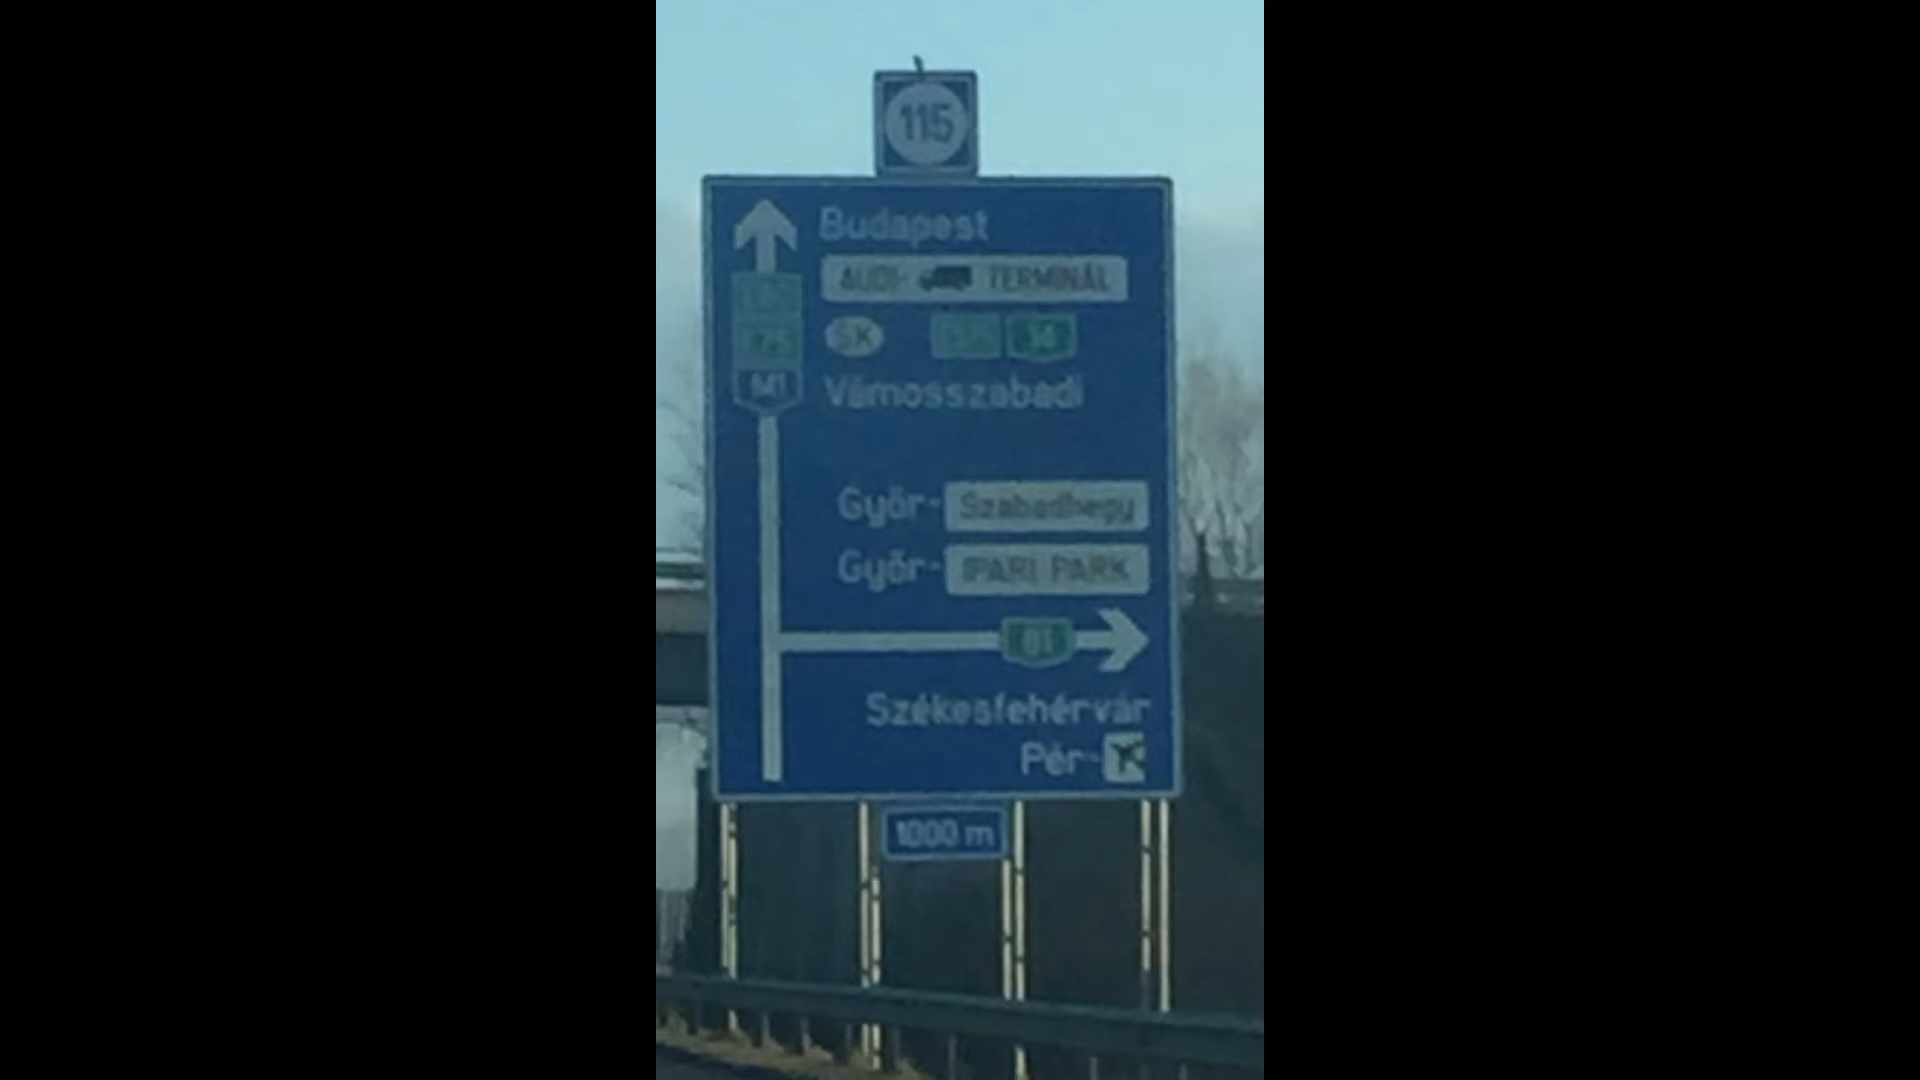 115
Budapest
AUDI- TERMINÁL
SK 14
M1
Vámosszabadi
Győr- Szabadhegy
Győr- IPARI PARK
81
Székesfehérvár
Pér-
1000 m